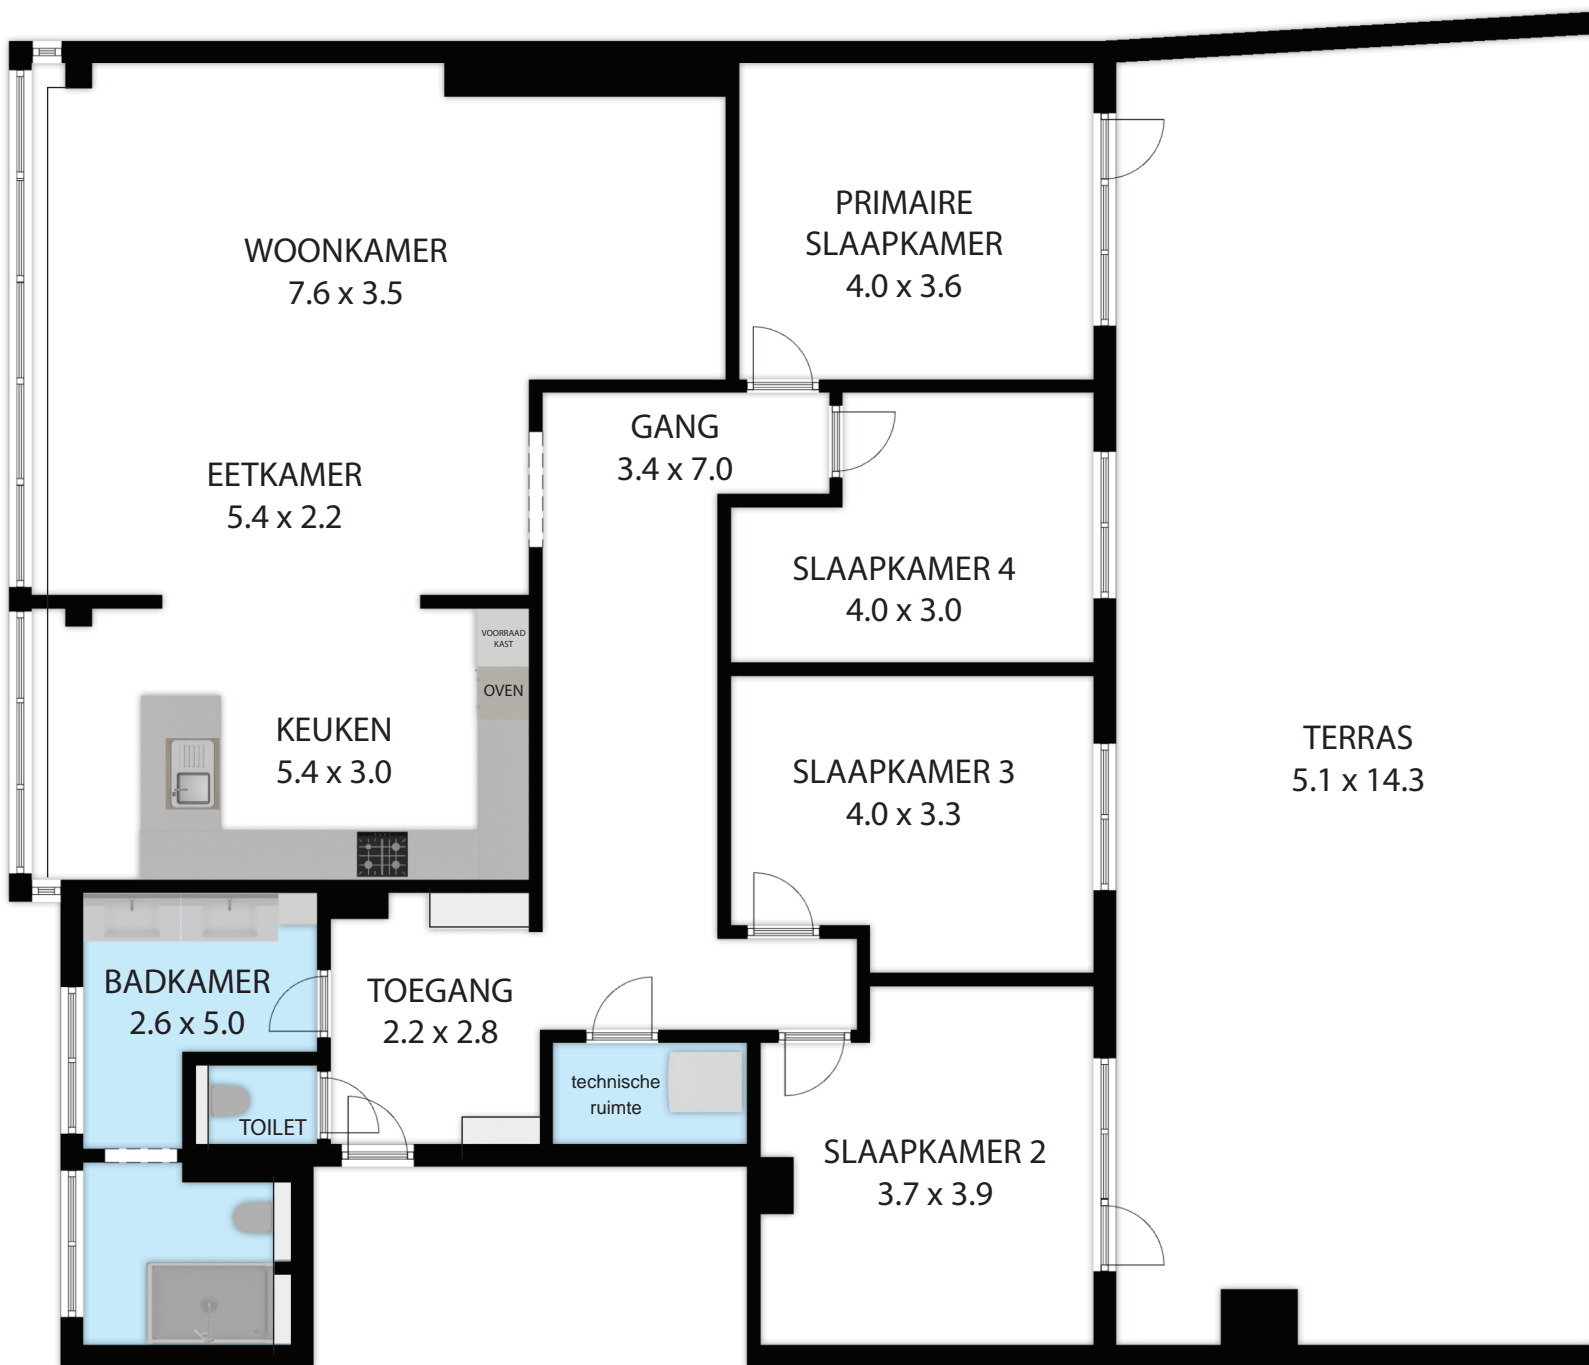 WOONKAMER
7.6 x 3.5
PRIMAIRE
SLAAPKAMER
4.0 x 3.6
GANG
3.4 x 7.0
EETKAMER
5.4 x 2.2
SLAAPKAMER 4
4.0 x 3.0
VOORRAAD
KAST
OVEN
KEUKEN
5.4 x 3.0
SLAAPKAMER 3
4.0 x 3.3
TERRAS
5.1 x 14.3
BADKAMER
2.6 x 5.0
TOEGANG
2.2 x 2.8
technische
ruimte
TOILET
SLAAPKAMER 2
3.7 x 3.9